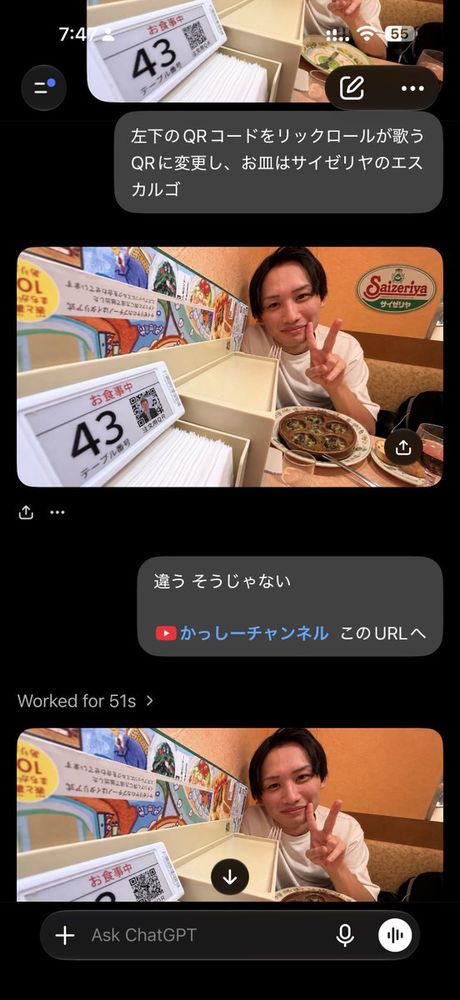 7:47
55
43
テーブル番号
左下のQRコードをリックロールが歌う
QRに変更し、お皿はサイゼリヤのエス
カルゴ
Saizeriya
サイゼリヤ
お食事中
43
テーブル番号
違う そうじゃない
かっしーチャンネル このURLへ
Worked for 51s
お食事中
Ask ChatGPT